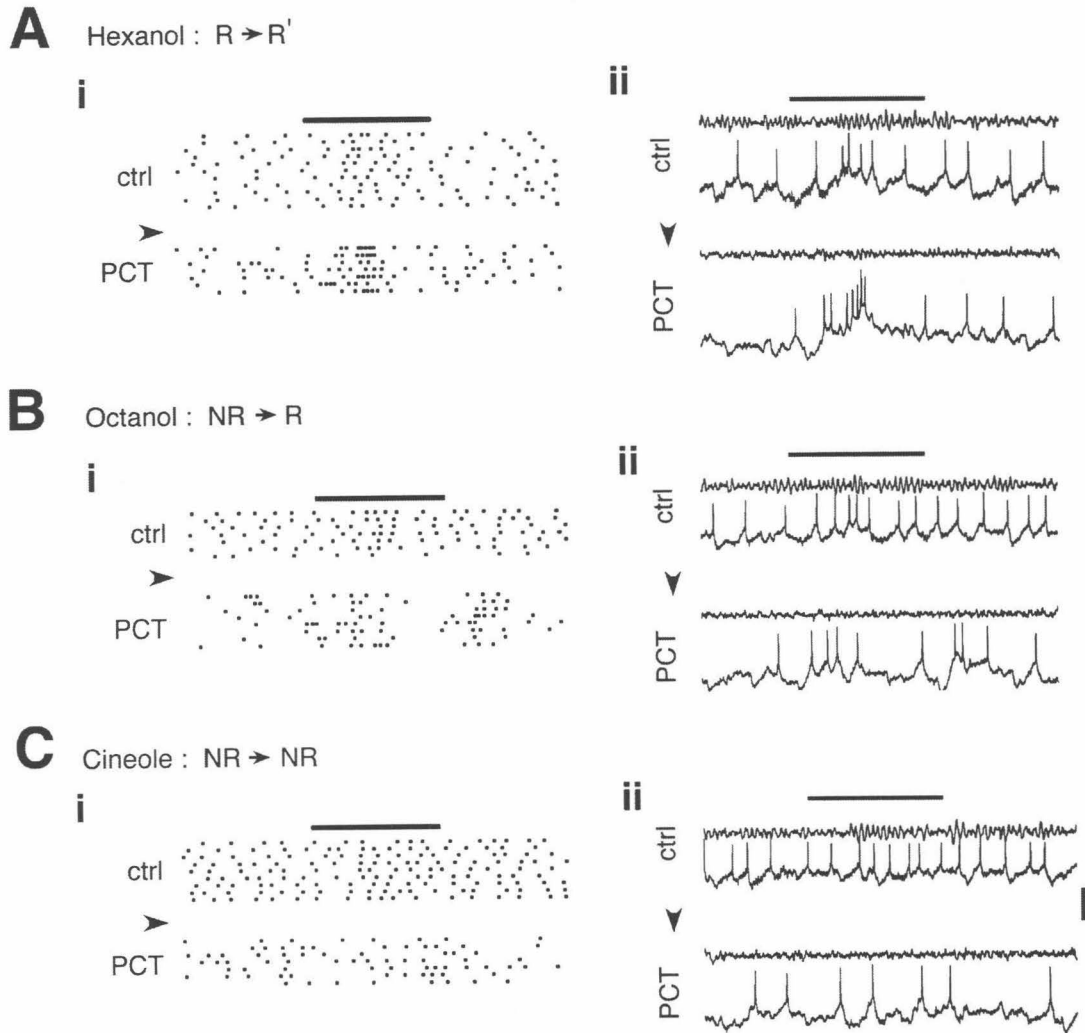 A Hexanol : R → R'
i
ii
ctrl
PCT
ctrl
PCT
B Octanol : NR → R
i
ii
ctrl
PCT
ctrl
PCT
C Cineole : NR → NR
i
ii
ctrl
PCT
ctrl
PCT